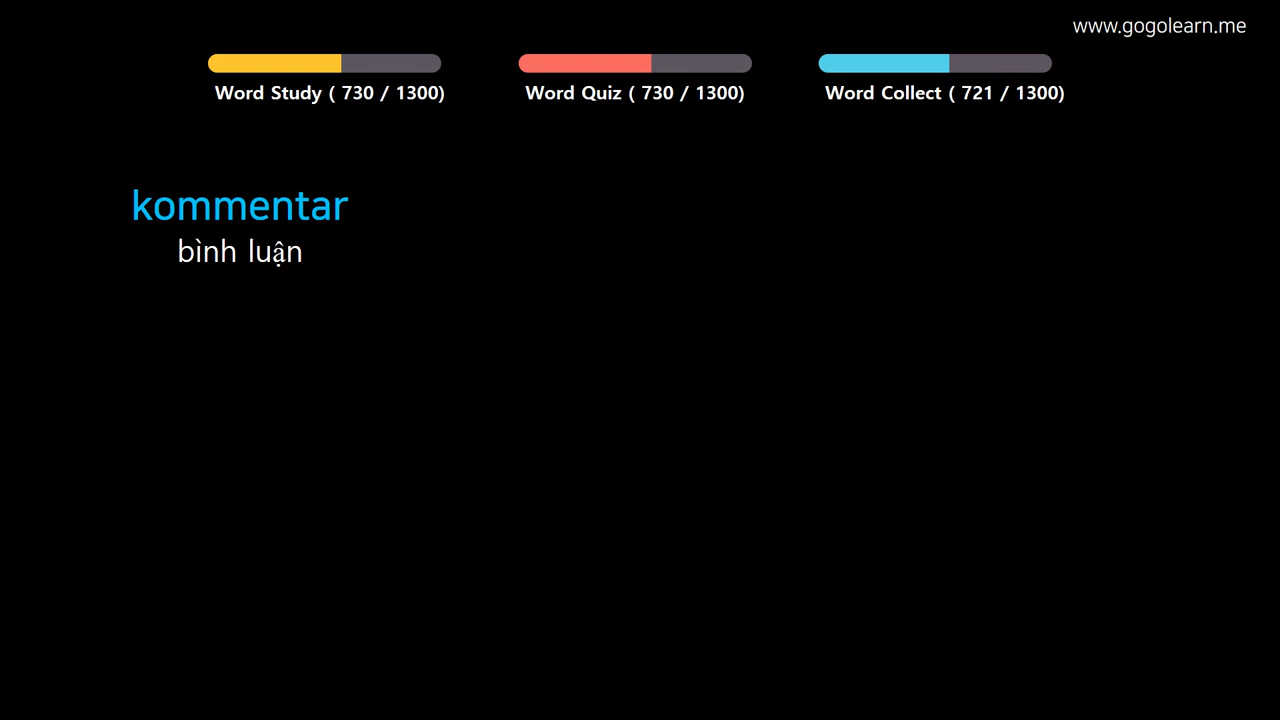 www.gogolearn.me
Word Study ( 730 / 1300)
Word Quiz ( 730 / 1300)
Word Collect ( 721 / 1300)
kommentar
bình luận